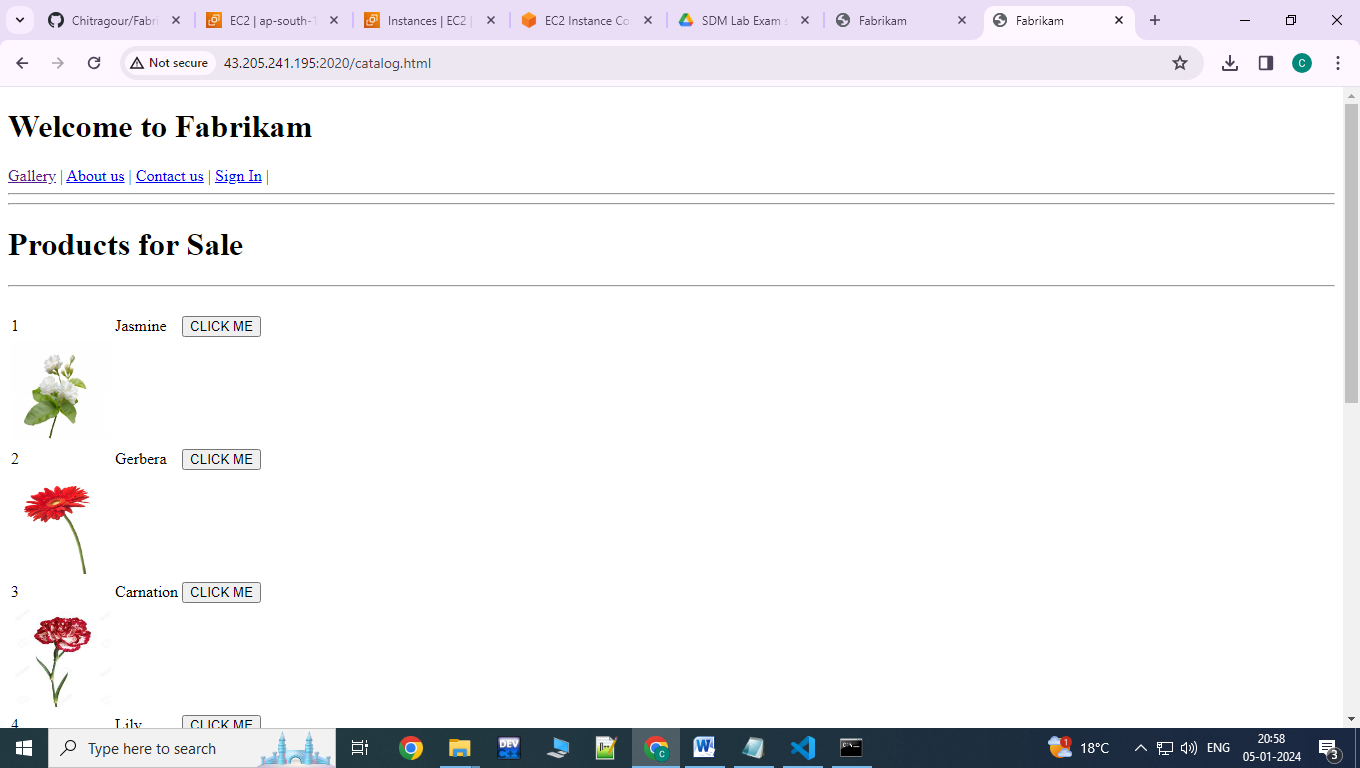 Chitragour/Fabri
EC2 | ap-south-1
Instances | EC2 |
EC2 Instance Co
SDM Lab Exam s
Fabrikam
Fabrikam
Not secure
43.205.241.195:2020/catalog.html
C
Welcome to Fabrikam
Gallery | About us | Contact us | Sign In |
Products for Sale
1 Jasmine CLICK ME
2 Gerbera CLICK ME
3 Carnation CLICK ME
4 Lily CLICK ME
Type here to search
DEV
C
W
1
18°C
ENG
20:58
05-01-2024
3